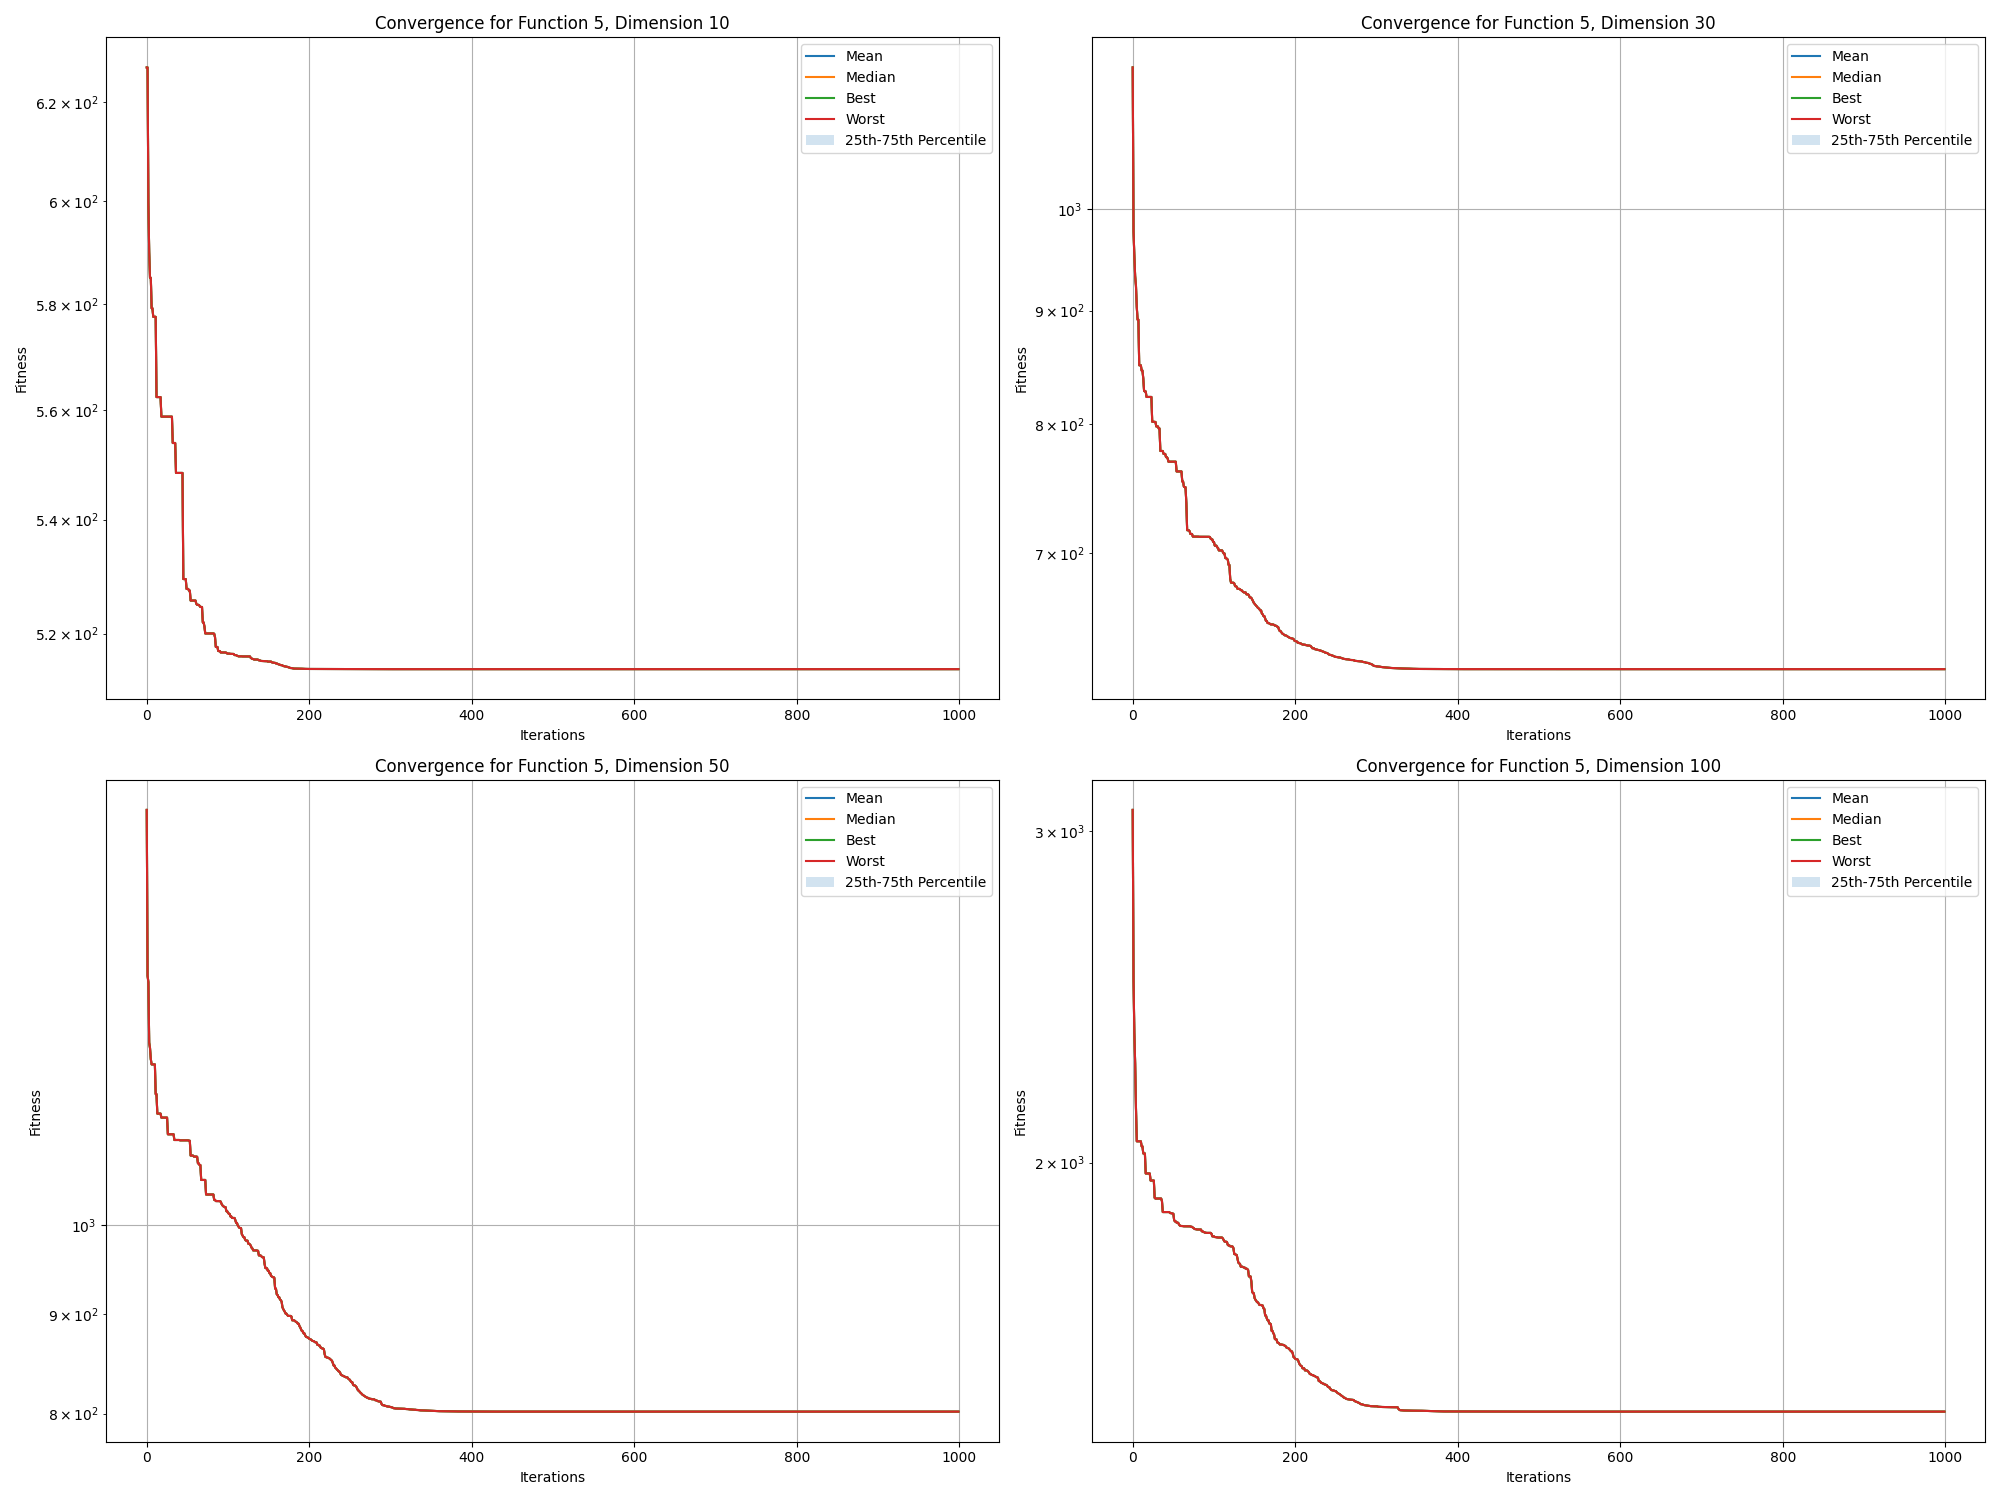 Convergence for Function 5, Dimension 10
Fitness
6.2 × 10²
6 × 10²
5.8 × 10²
5.6 × 10²
5.4 × 10²
5.2 × 10²
Mean
Median
Best
Worst
25th-75th Percentile
0 200 400 600 800 1000
Iterations
Convergence for Function 5, Dimension 30
Fitness
10³
9 × 10²
8 × 10²
7 × 10²
Mean
Median
Best
Worst
25th-75th Percentile
0 200 400 600 800 1000
Iterations
Convergence for Function 5, Dimension 50
Fitness
10³
9 × 10²
8 × 10²
Mean
Median
Best
Worst
25th-75th Percentile
0 200 400 600 800 1000
Iterations
Convergence for Function 5, Dimension 100
Fitness
3 × 10³
2 × 10³
Mean
Median
Best
Worst
25th-75th Percentile
0 200 400 600 800 1000
Iterations